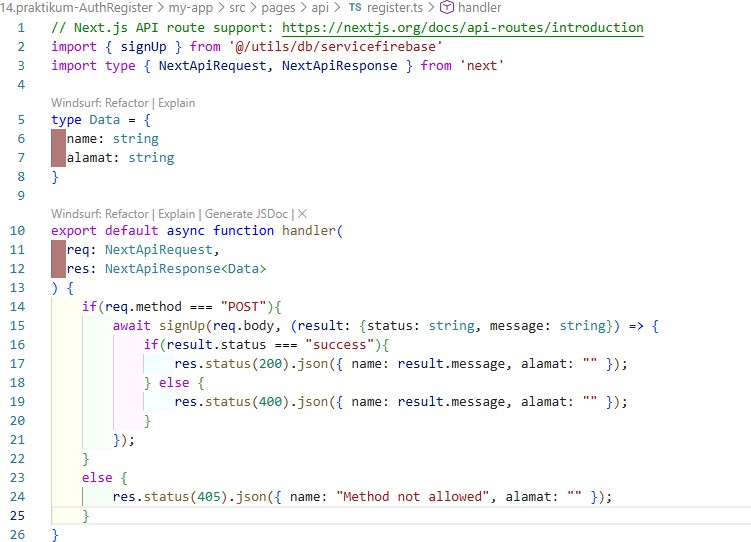 14.praktikum-AuthRegister > my-app > src > pages > api > TS register.ts > handler
1 // Next.js API route support: https://nextjs.org/docs/api-routes/introduction
2 import { signUp } from '@/utils/db/servicefirebase'
3 import type { NextApiRequest, NextApiResponse } from 'next'
4
Windsurf: Refactor | Explain
5 type Data = {
6   name: string
7   alamat: string
8 }
9
Windsurf: Refactor | Explain | Generate JSDoc | ×
10 export default async function handler(
11   req: NextApiRequest,
12   res: NextApiResponse<Data>
13 ) {
14     if(req.method === "POST"){
15         await signUp(req.body, (result: {status: string, message: string}) => {
16             if(result.status === "success"){
17                 res.status(200).json({ name: result.message, alamat: "" });
18             } else {
19                 res.status(400).json({ name: result.message, alamat: "" });
20             }
21         });
22     }
23     else {
24         res.status(405).json({ name: "Method not allowed", alamat: "" });
25     }
26 }